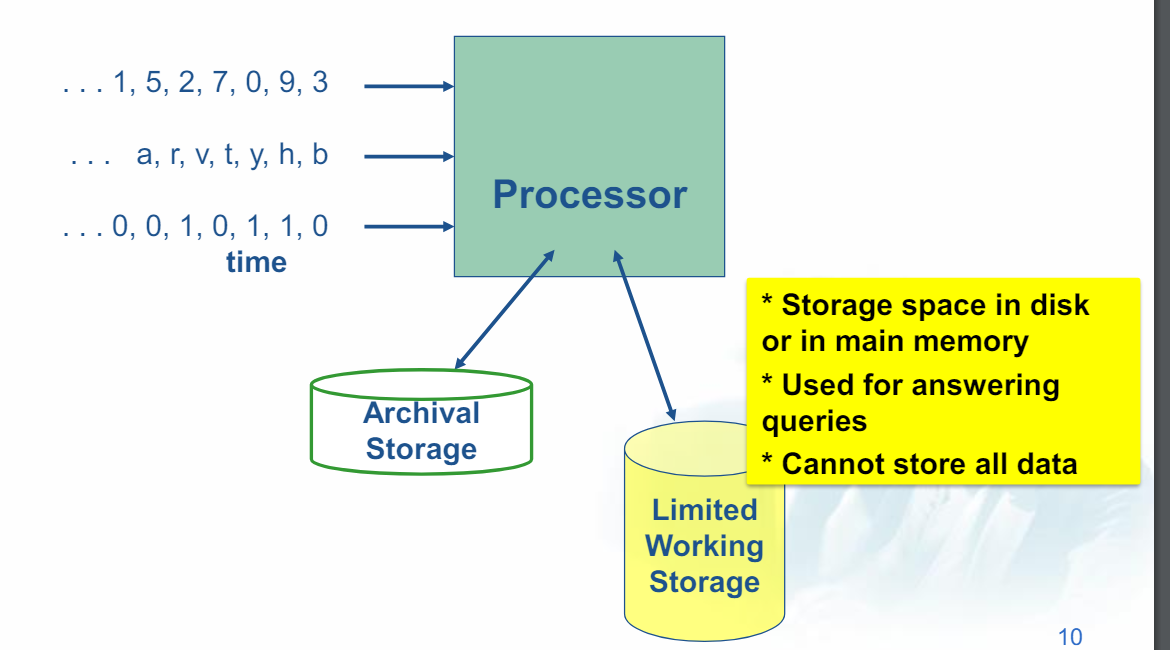 . . . 1, 5, 2, 7, 0, 9, 3
. . . a, r, v, t, y, h, b
. . . 0, 0, 1, 0, 1, 1, 0
time
Processor
* Storage space in disk
or in main memory
* Used for answering
queries
* Cannot store all data
Archival
Storage
Limited
Working
Storage
10